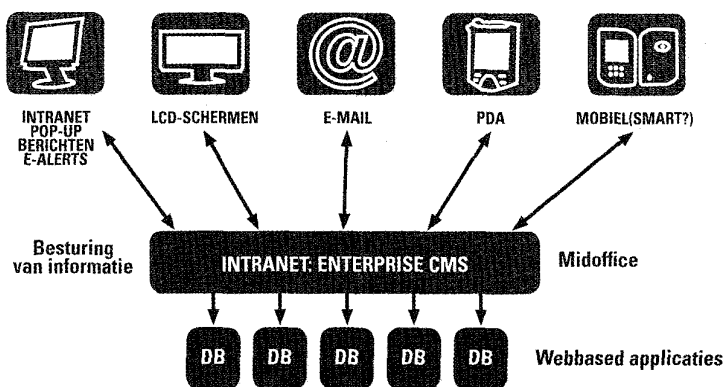 @
INTRANET
POP-UP
BERICHTEN
E-ALERTS
LCD-SCHERMEN
E-MAIL
PDA
MOBIEL(SMART?)
Besturing
van informatie
INTRANET: ENTERPRISE CMS
Midoffice
DB DB DB DB DB
Webbased applicaties